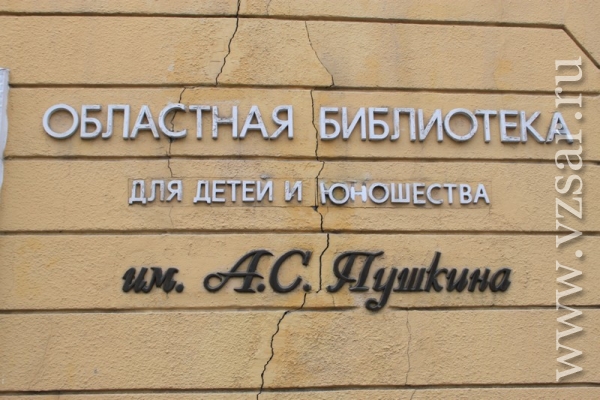 ОБЛАСТНАЯ БИБЛИОТЕКА
ДЛЯ ДЕТЕЙ И ЮНОШЕСТВА
им. А.С. Пушкина
www.vzsar.ru